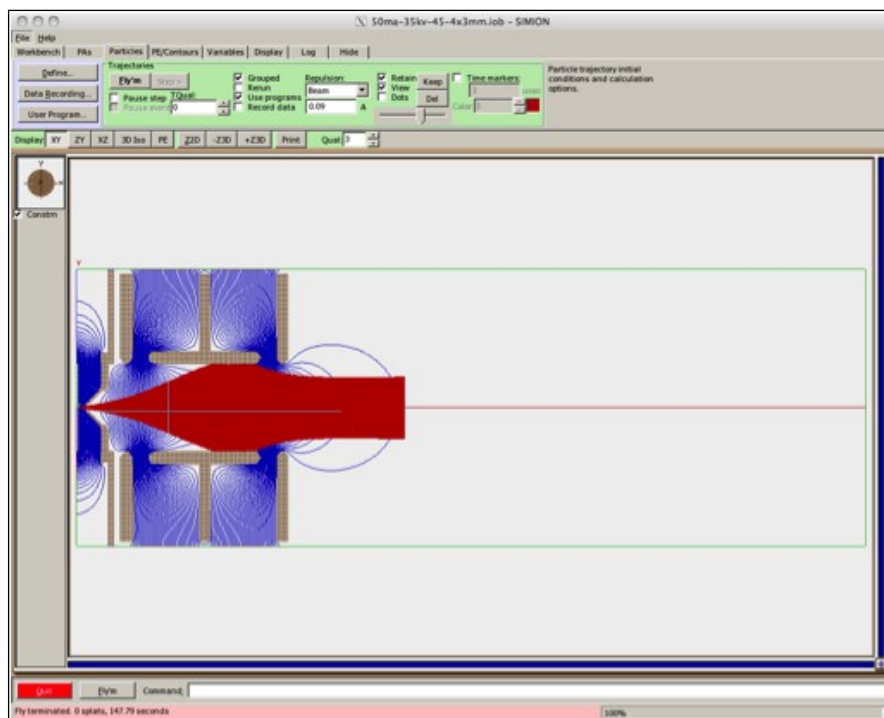 50ma-35kv-45-4x3mm.iob - SIMION
File Help
Workbench PAs Particles PE/Contours Variables Display Log Hide
Define...
Data Recording...
User Program...
Trajectories
Fly'm Step >
Pause step TQual:
Pause event 0
Grouped
Rerun
Use programs
Record data
Repulsion:
Beam
0.09 A
Retain
View
Dots
Keep
Del
Time markers:
usec
Color:
Particle trajectory initial
conditions and calculation
options.
Display XY ZY XZ 3D Iso PE Z2D -Z3D +Z3D Print Qual 3
Y
Constrn
Y
Quit Fly'm Command:
Fly terminated. 0 splats, 147.79 seconds 100%